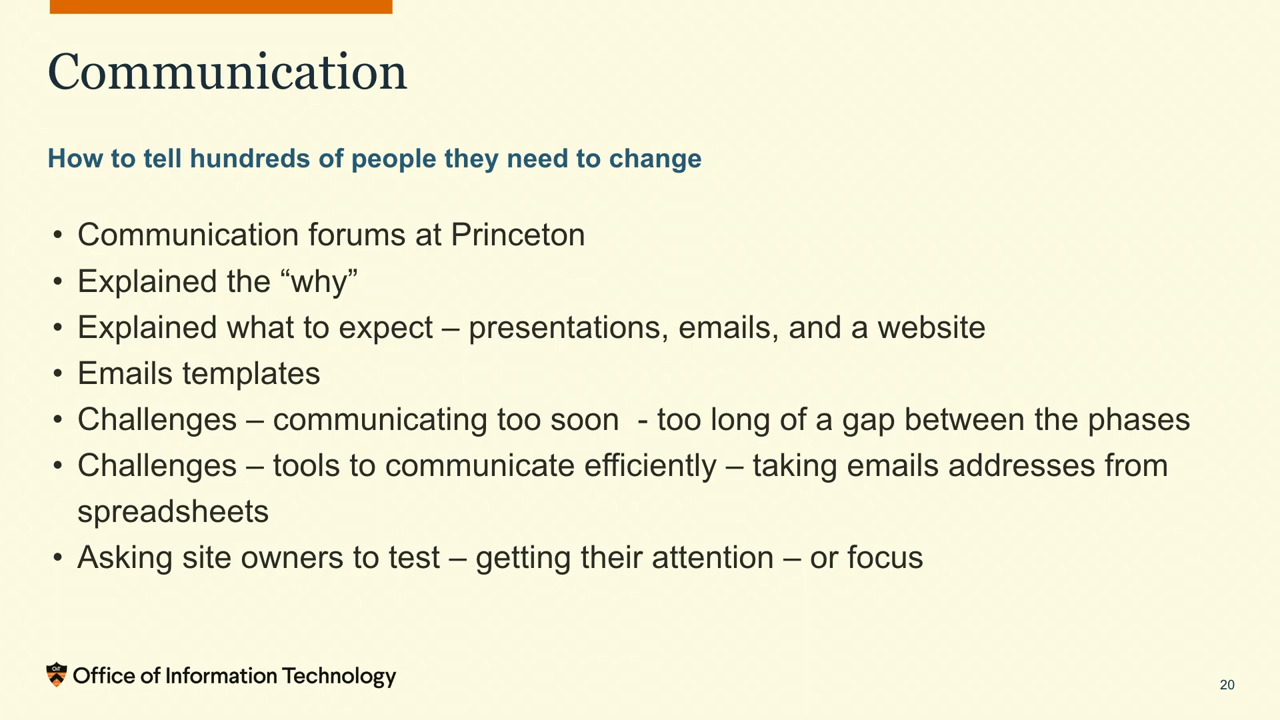 Communication
How to tell hundreds of people they need to change
• Communication forums at Princeton
• Explained the “why”
• Explained what to expect – presentations, emails, and a website
• Emails templates
• Challenges – communicating too soon  - too long of a gap between the phases
• Challenges – tools to communicate efficiently – taking emails addresses from
spreadsheets
• Asking site owners to test – getting their attention – or focus
Office of Information Technology
20